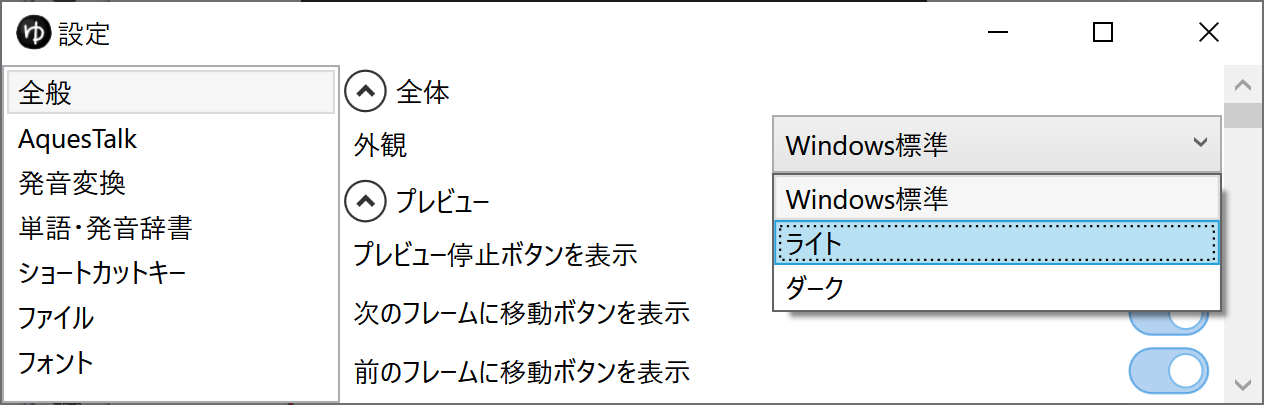 ゆ 設定
全般
AquesTalk
発音変換
単語・発音辞書
ショートカットキー
ファイル
フォント
全体
外観
Windows標準
Windows標準
ライト
ダーク
プレビュー
プレビュー停止ボタンを表示
次のフレームに移動ボタンを表示
前のフレームに移動ボタンを表示